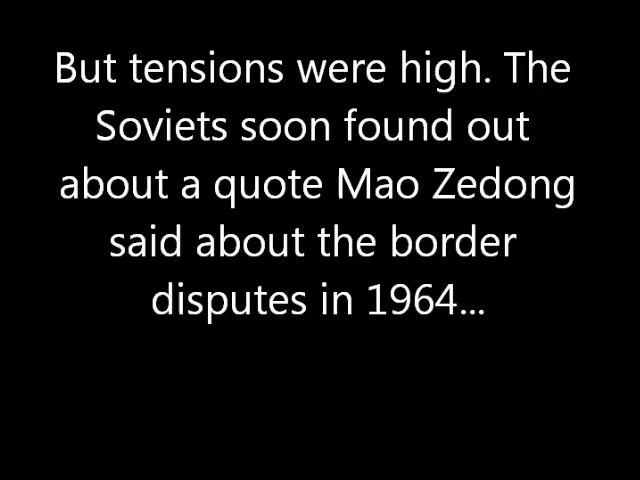 But tensions were high. The
Soviets soon found out
about a quote Mao Zedong
said about the border
disputes in 1964...